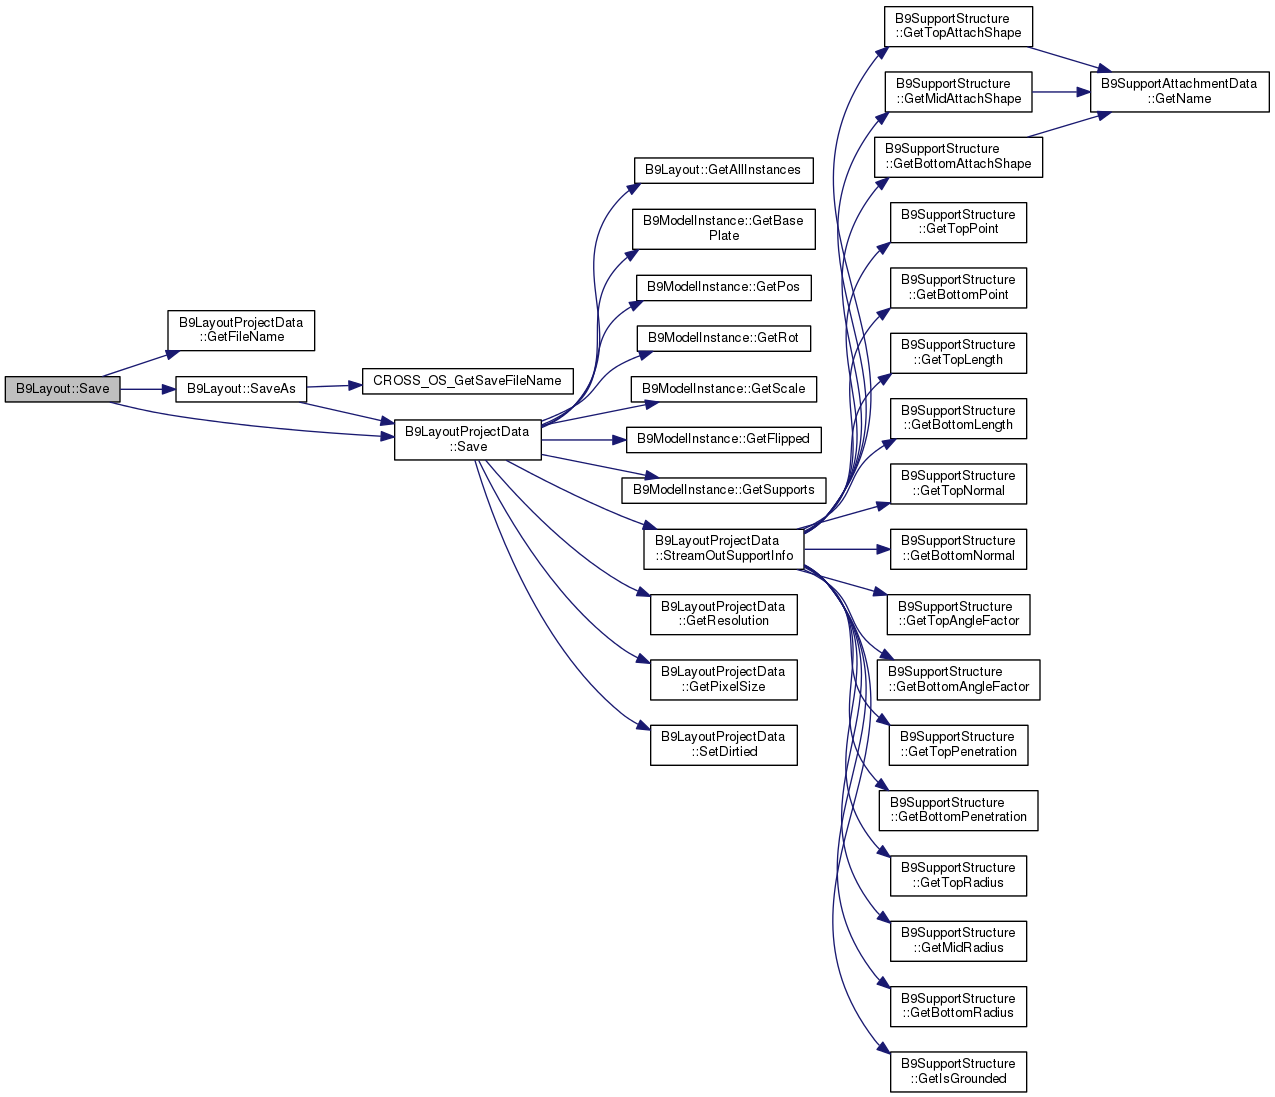 B9Layout::Save
B9LayoutProjectData
::GetFileName
B9Layout::SaveAs
CROSS_OS_GetSaveFileName
B9LayoutProjectData
::Save
B9Layout::GetAllInstances
B9ModelInstance::GetBase
Plate
B9ModelInstance::GetPos
B9ModelInstance::GetRot
B9ModelInstance::GetScale
B9ModelInstance::GetFlipped
B9ModelInstance::GetSupports
B9LayoutProjectData
::StreamOutSupportInfo
B9LayoutProjectData
::GetResolution
B9LayoutProjectData
::GetPixelSize
B9LayoutProjectData
::SetDirtied
B9SupportStructure
::GetTopAttachShape
B9SupportStructure
::GetMidAttachShape
B9SupportStructure
::GetBottomAttachShape
B9SupportStructure
::GetTopPoint
B9SupportStructure
::GetBottomPoint
B9SupportStructure
::GetTopLength
B9SupportStructure
::GetBottomLength
B9SupportStructure
::GetTopNormal
B9SupportStructure
::GetBottomNormal
B9SupportStructure
::GetTopAngleFactor
B9SupportStructure
::GetBottomAngleFactor
B9SupportStructure
::GetTopPenetration
B9SupportStructure
::GetBottomPenetration
B9SupportStructure
::GetTopRadius
B9SupportStructure
::GetMidRadius
B9SupportStructure
::GetBottomRadius
B9SupportStructure
::GetIsGrounded
B9SupportAttachmentData
::GetName